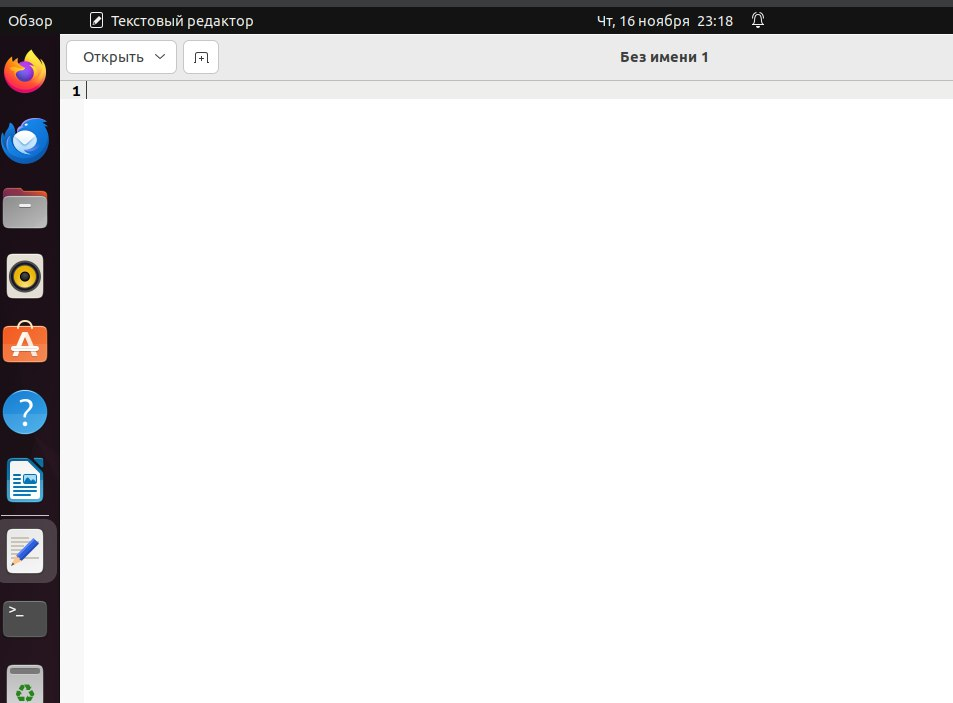 Обзор Текстовый редактор Чт, 16 ноября 23:18
Открыть Без имени 1
1
?
>_